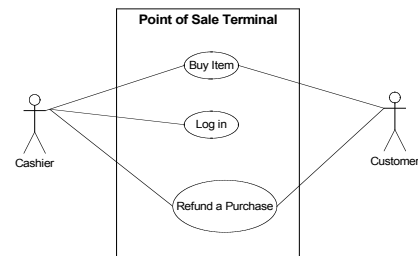 Point of Sale Terminal
Buy Item
Log in
Cashier
Customer
Refund a Purchase